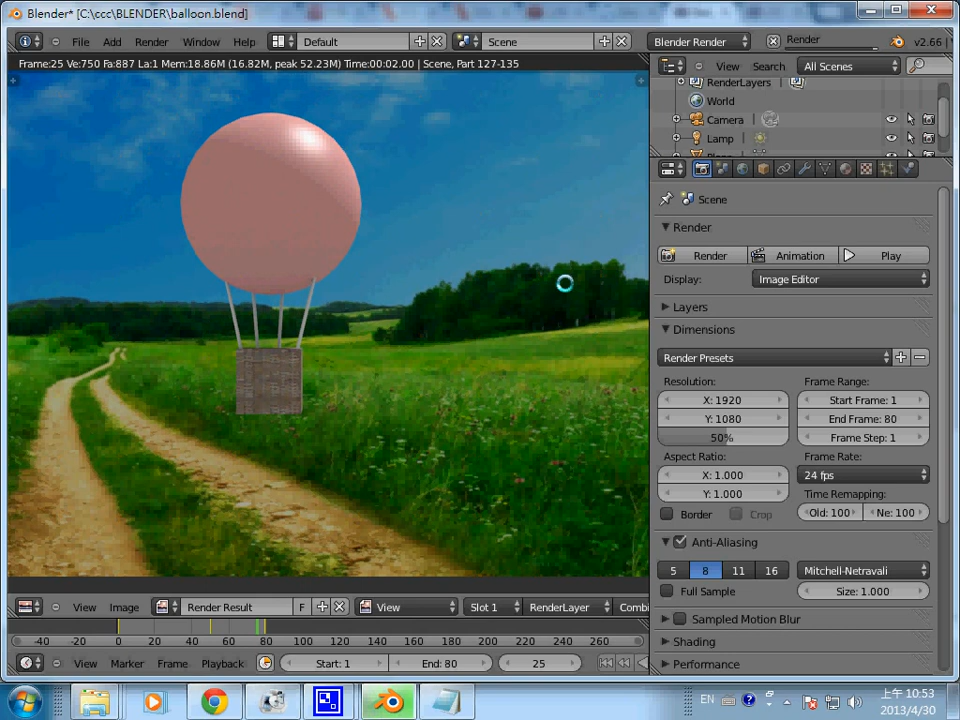 Blender* [C:\ccc\BLENDER\balloon.blend]
File Add Render Window Help Default Scene Blender Render Render v2.66
Frame:25 Ve:750 Fa:887 La:1 Mem:18.86M (16.82M, peak 52.23M) Time:00:02.00 | Scene, Part 127-135
View Search All Scenes
RenderLayers
World
Camera
Lamp
Scene
Render
Render Animation Play
Display: Image Editor
Layers
Dimensions
Render Presets
Resolution: Frame Range:
X: 1920 Start Frame: 1
Y: 1080 End Frame: 80
50% Frame Step: 1
Aspect Ratio: Frame Rate:
X: 1.000 24 fps
Y: 1.000 Time Remapping:
Border Crop Old: 100 Ne: 100
Anti-Aliasing
5 8 11 16 Mitchell-Netravali
Full Sample Size: 1.000
Sampled Motion Blur
Shading
Performance
View Image Render Result F View Slot 1 RenderLayer Combi
-40 -20 0 20 40 60 80 100 120 140 160 180 200 220 240 260
View Marker Frame Playback Start: 1 End: 80 25
EN
上午 10:53
2013/4/30